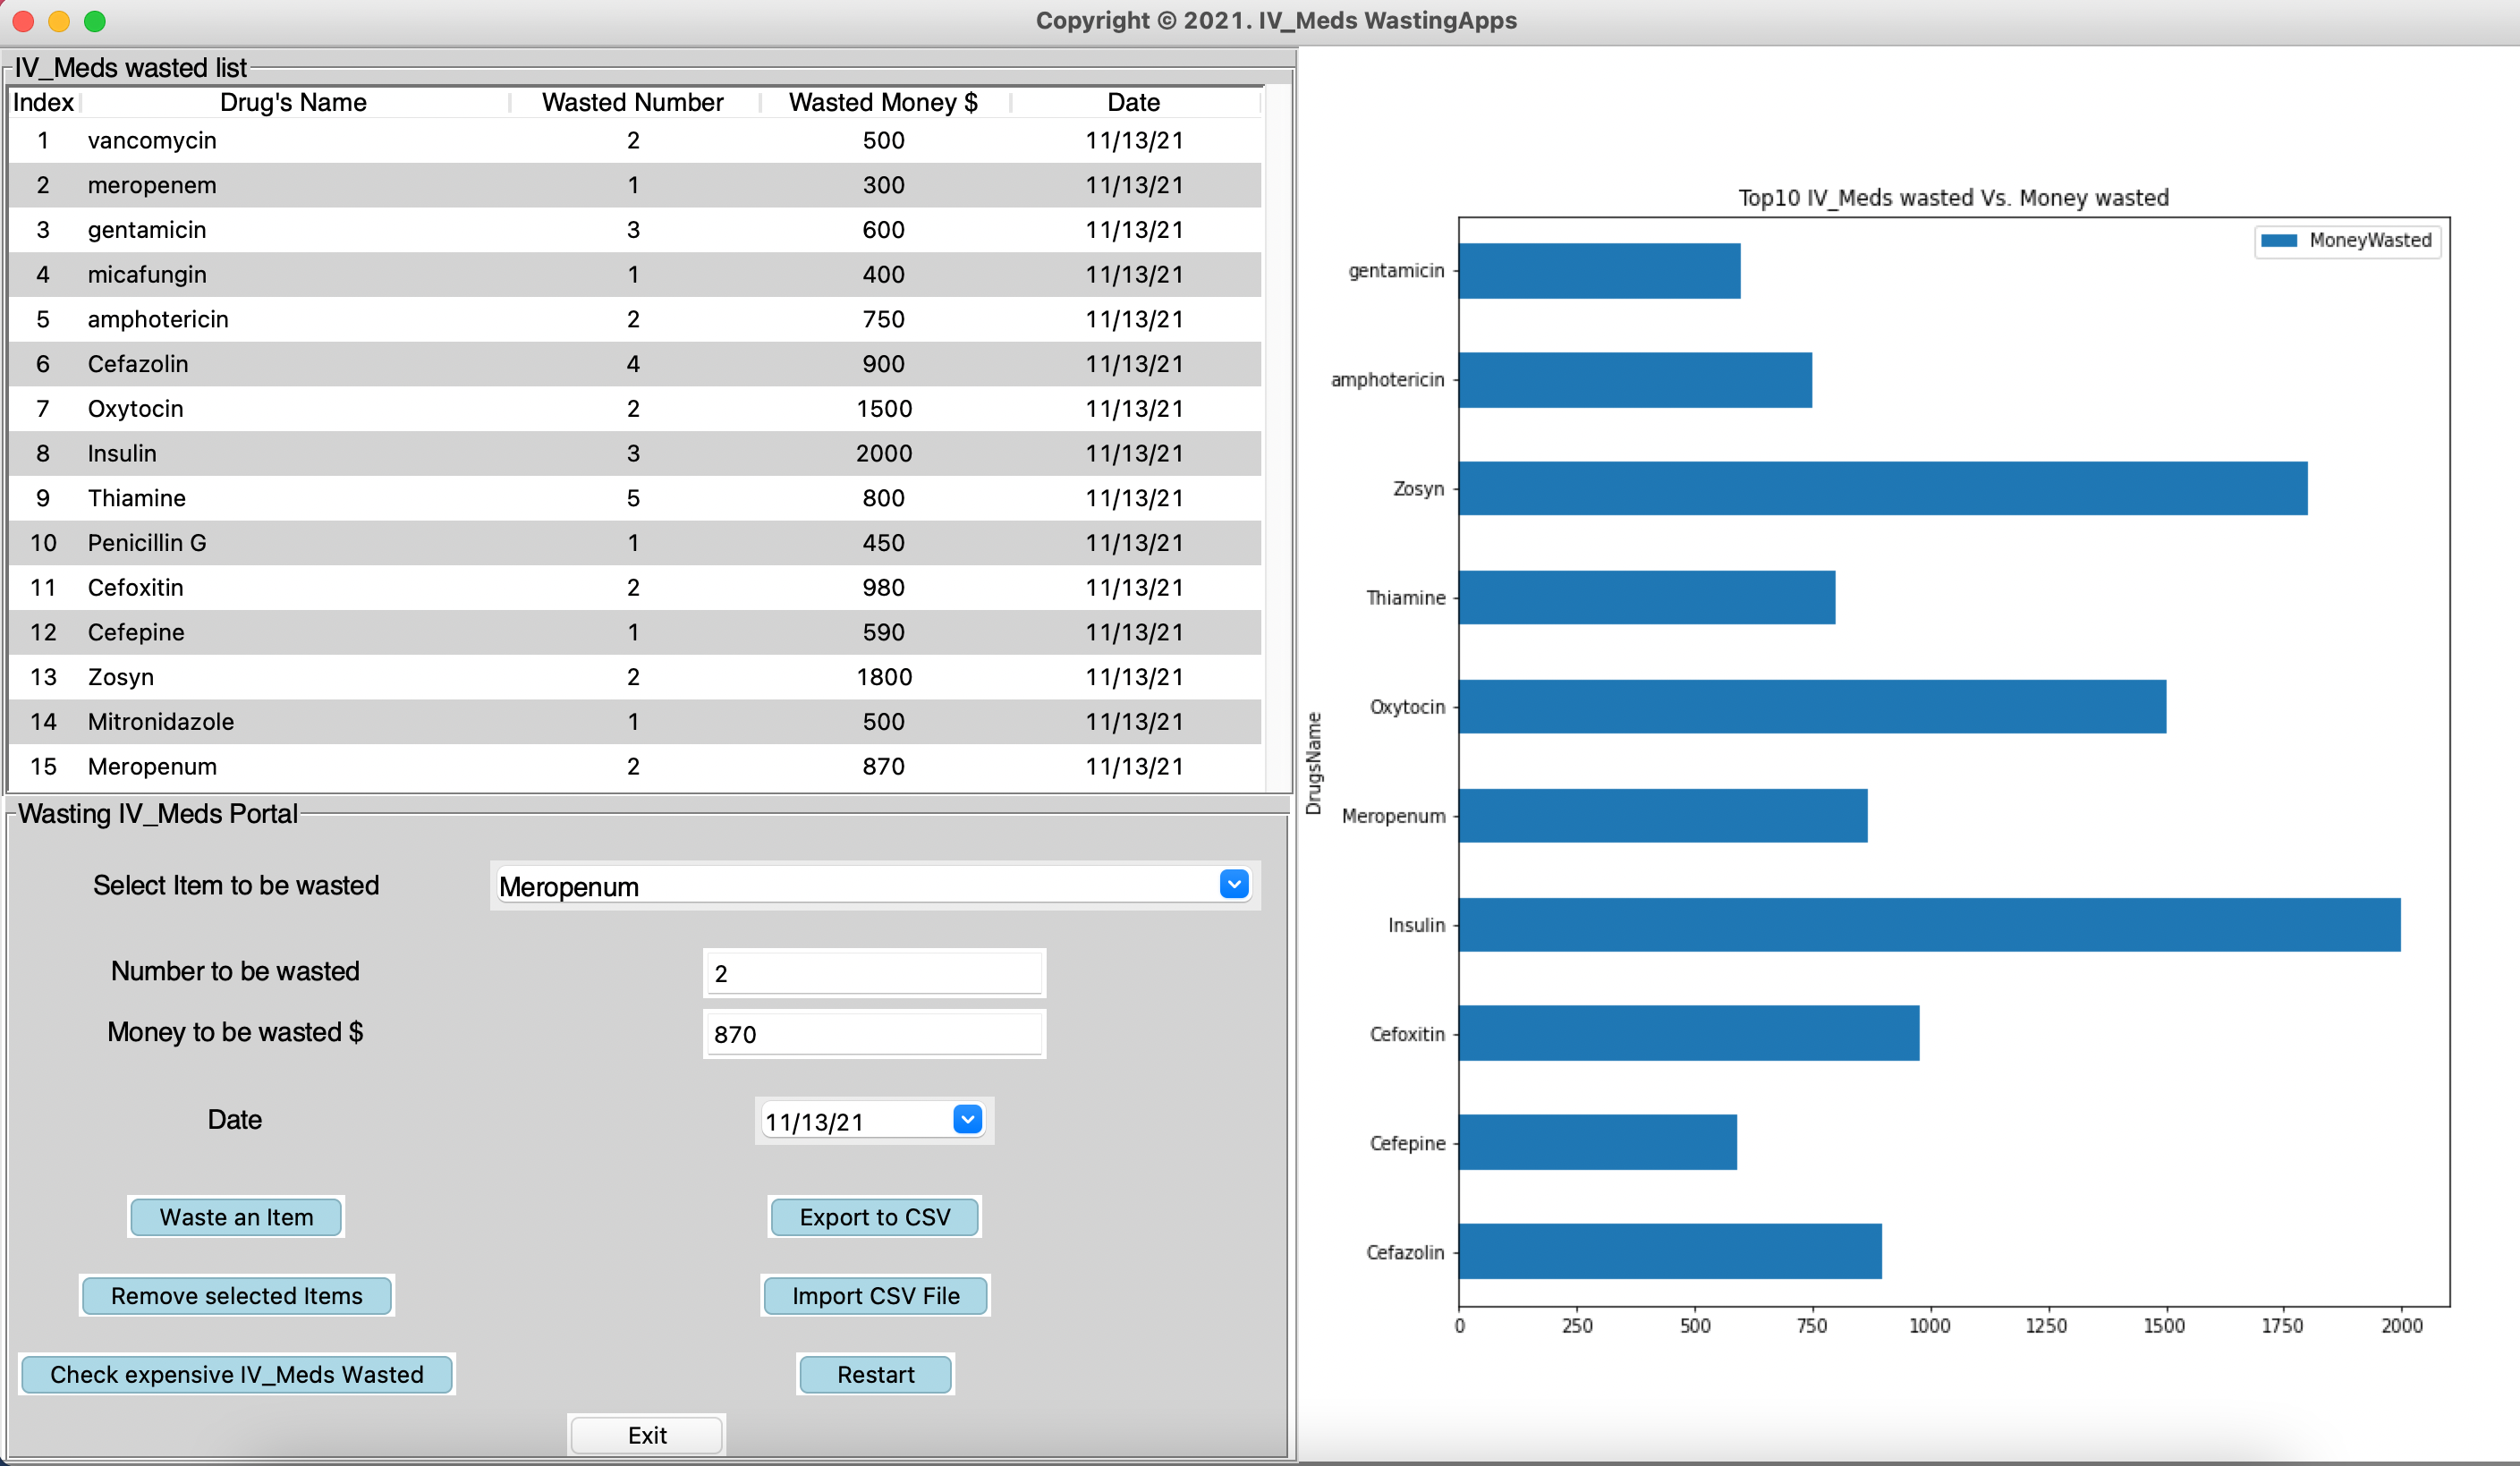 Copyright © 2021. IV_Meds WastingApps
IV_Meds wasted list
Index Drug's Name Wasted Number Wasted Money $ Date
1 vancomycin 2 500 11/13/21
2 meropenem 1 300 11/13/21
3 gentamicin 3 600 11/13/21
4 micafungin 1 400 11/13/21
5 amphotericin 2 750 11/13/21
6 Cefazolin 4 900 11/13/21
7 Oxytocin 2 1500 11/13/21
8 Insulin 3 2000 11/13/21
9 Thiamine 5 800 11/13/21
10 Penicillin G 1 450 11/13/21
11 Cefoxitin 2 980 11/13/21
12 Cefepine 1 590 11/13/21
13 Zosyn 2 1800 11/13/21
14 Mitronidazole 1 500 11/13/21
15 Meropenum 2 870 11/13/21
Wasting IV_Meds Portal
Select Item to be wasted Meropenum
Number to be wasted 2
Money to be wasted $ 870
Date 11/13/21
Waste an Item Export to CSV
Remove selected Items Import CSV File
Check expensive IV_Meds Wasted Restart
Exit
Top10 IV_Meds wasted Vs. Money wasted
MoneyWasted
gentamicin
amphotericin
Zosyn
Thiamine
Oxytocin
DrugsName
Meropenum
Insulin
Cefoxitin
Cefepine
Cefazolin
0 250 500 750 1000 1250 1500 1750 2000